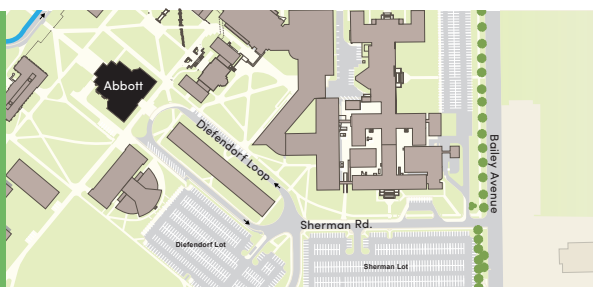 Abbott
Diefendorf Loop
Bailey Avenue
Sherman Rd.
Diefendorf Lot
Sherman Lot